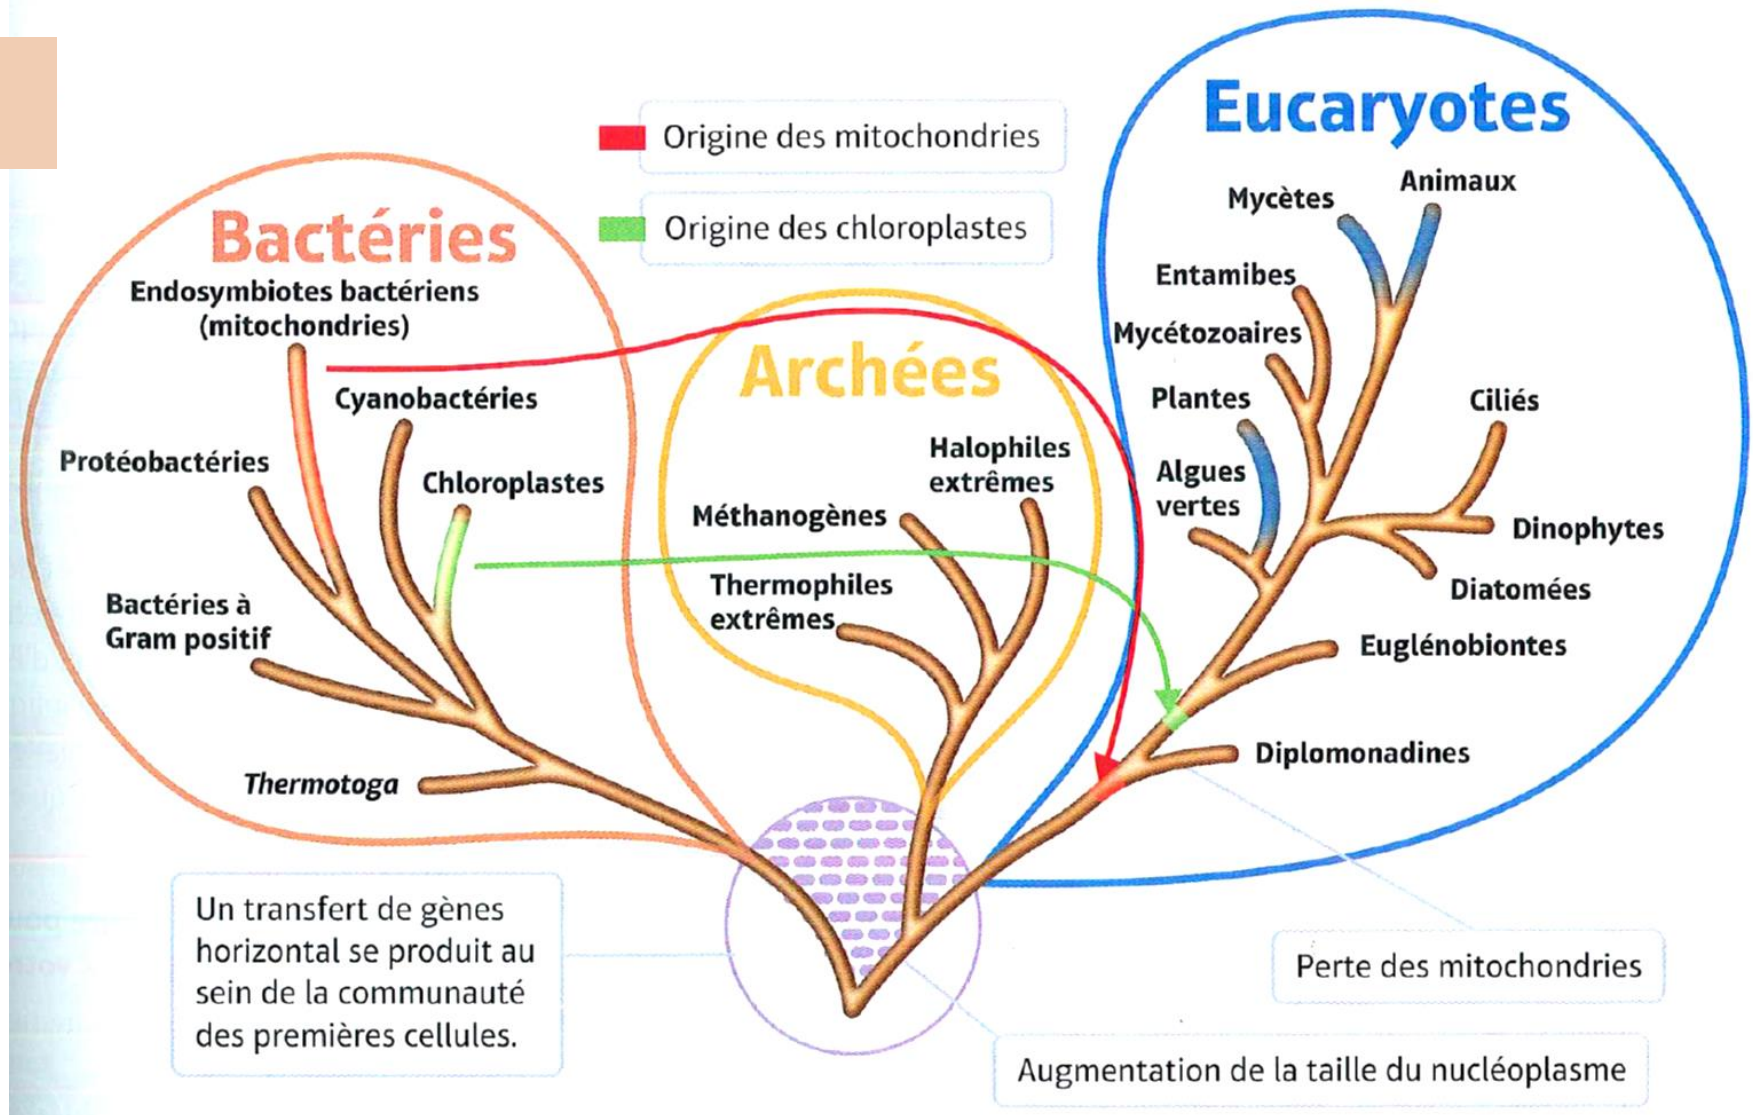 Eucaryotes
Origine des mitochondries
Origine des chloroplastes
Bactéries
Endosymbiotes bactériens
(mitochondries)
Cyanobactéries
Protéobactéries
Chloroplastes
Bactéries à
Gram positif
Thermotoga
Archées
Halophiles
extrêmes
Méthanogènes
Thermophiles
extrêmes
Mycètes
Animaux
Entamibes
Mycétozoaires
Plantes
Ciliés
Algues
vertes
Dinophytes
Diatomées
Euglénobiontes
Diplomonadines
Un transfert de gènes
horizontal se produit au
sein de la communauté
des premières cellules.
Perte des mitochondries
Augmentation de la taille du nucléoplasme